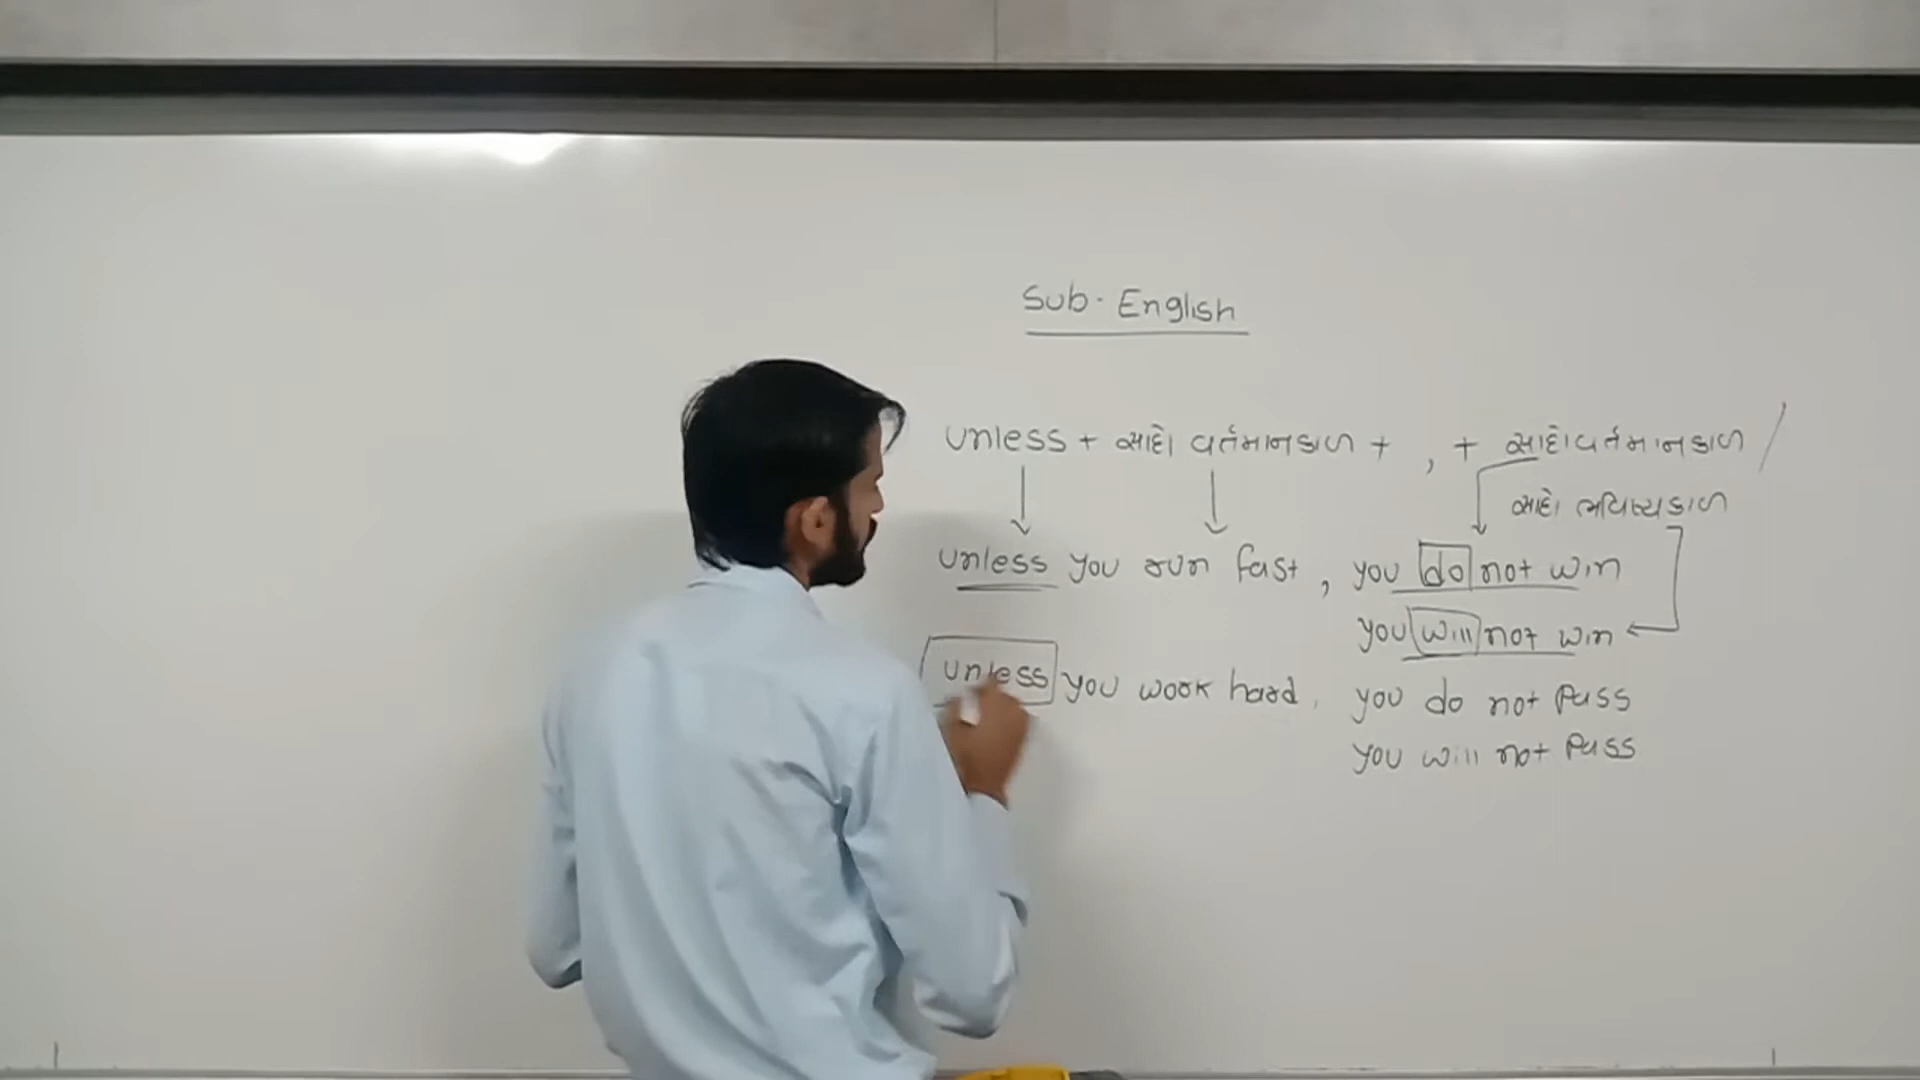 Sub. English
unless + સાદો વર્તમાનકાળ + , + સાદો વર્તમાનકાળ /
સાદો ભવિષ્યકાળ
unless you run fast, you do not win
you will not win
unless you work hard, you do not pass
you will not pass